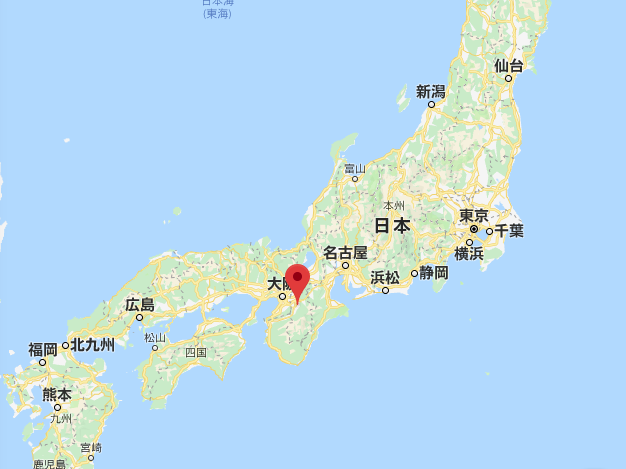 日本海
(東海)
仙台
新潟
富山
本州
日本
東京
千葉
横浜
名古屋
静岡
浜松
大阪
広島
松山
四国
北九州
福岡
熊本
九州
宮崎
鹿児島